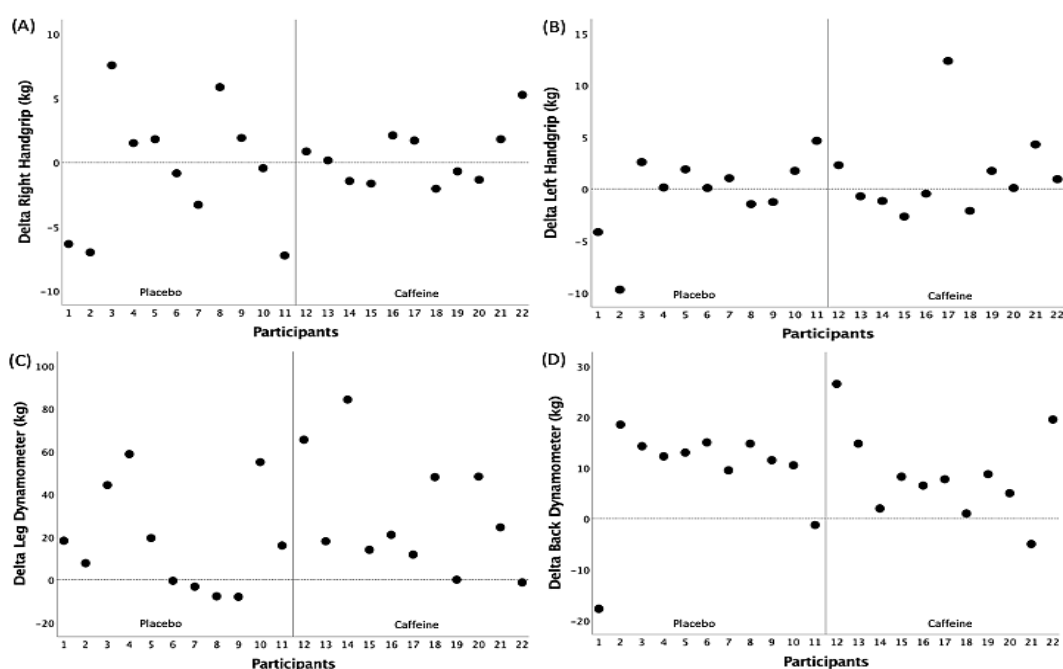 (A)
Delta Right Handgrip (kg)
10
5
0
−5
−10
Placebo
Caffeine
1 2 3 4 5 6 7 8 9 10 11 12 13 14 15 16 17 18 19 20 21 22
Participants
(B)
Delta Left Handgrip (kg)
15
10
5
0
−5
−10
Placebo
Caffeine
1 2 3 4 5 6 7 8 9 10 11 12 13 14 15 16 17 18 19 20 21 22
Participants
(C)
Delta Leg Dynamometer (kg)
100
80
60
40
20
0
−20
Placebo
Caffeine
1 2 3 4 5 6 7 8 9 10 11 12 13 14 15 16 17 18 19 20 21 22
Participants
(D)
Delta Back Dynamometer (kg)
30
20
10
0
−10
−20
Placebo
Caffeine
1 2 3 4 5 6 7 8 9 10 11 12 13 14 15 16 17 18 19 20 21 22
Participants